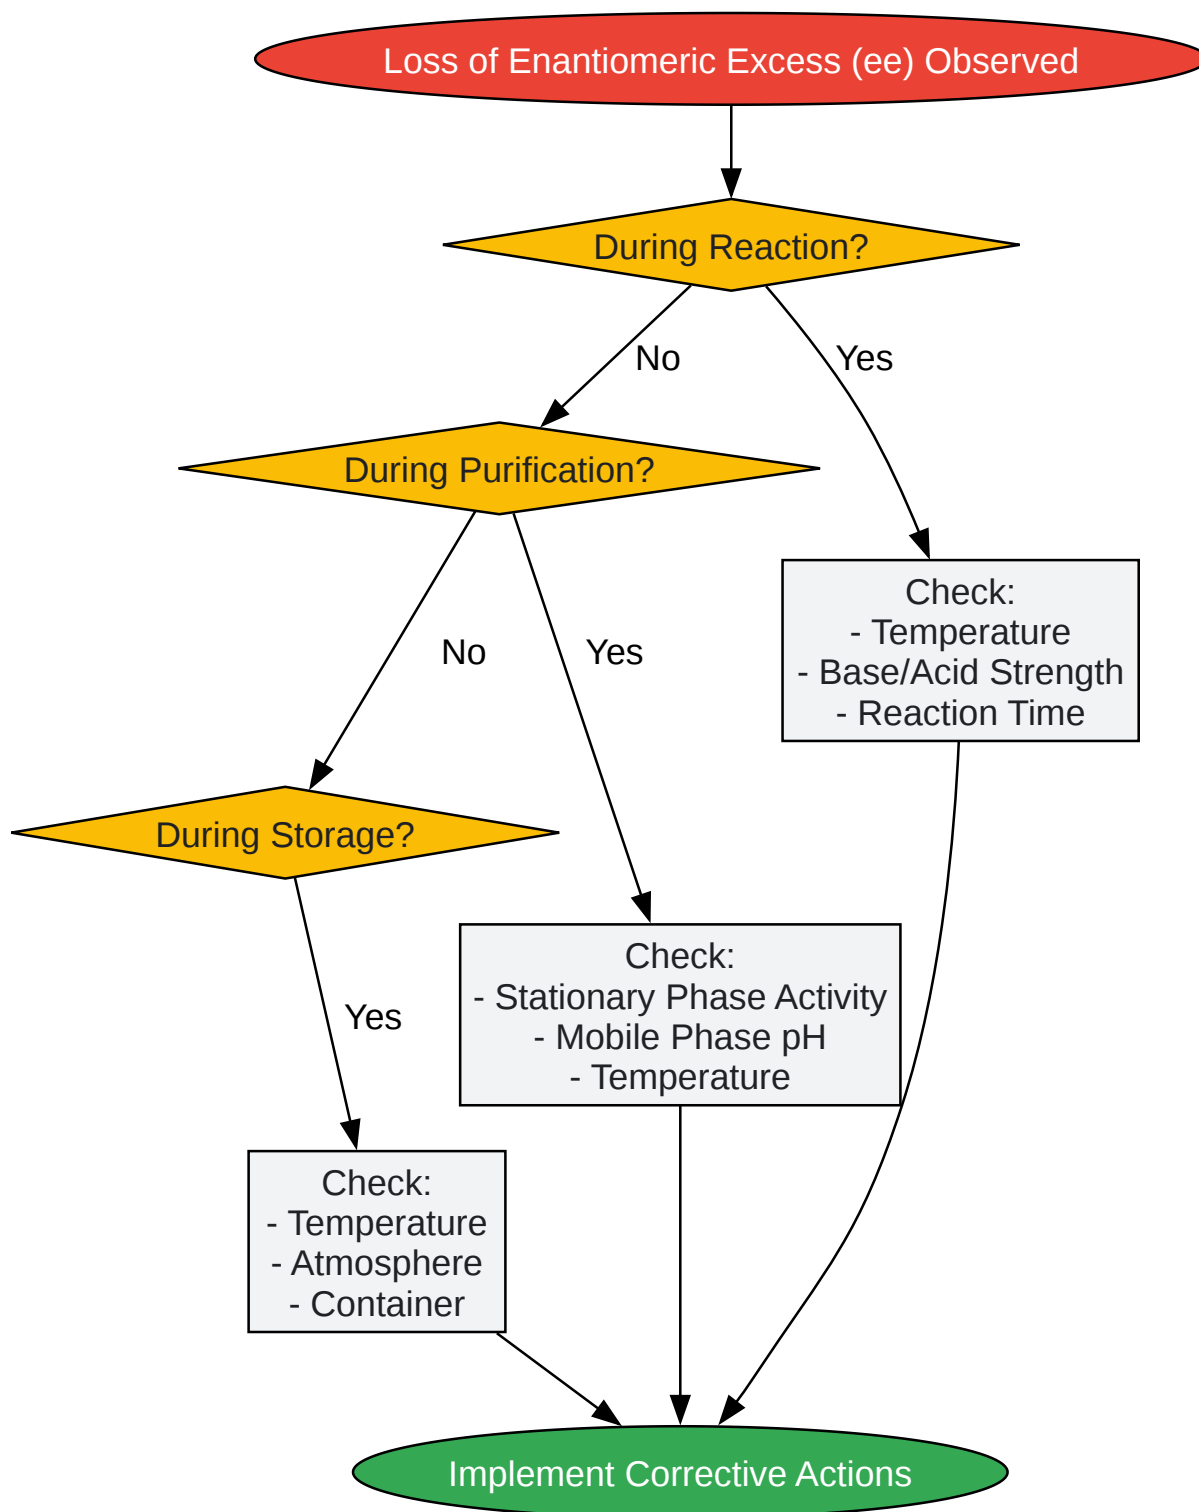 Loss of Enantiomeric Excess (ee) Observed
During Reaction?
No
Yes
During Purification?
Check:
- Temperature
- Base/Acid Strength
- Reaction Time
No
Yes
During Storage?
Check:
- Stationary Phase Activity
- Mobile Phase pH
- Temperature
Yes
Check:
- Temperature
- Atmosphere
- Container
Implement Corrective Actions